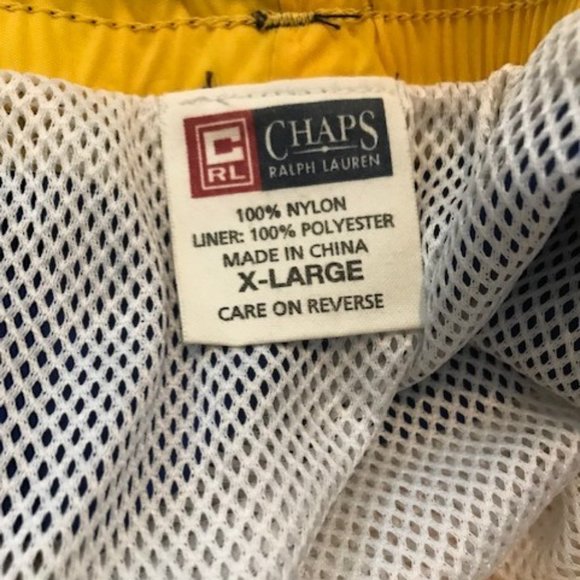 C
RL
CHAPS
RALPH LAUREN
100% NYLON
LINER: 100% POLYESTER
MADE IN CHINA
X-LARGE
CARE ON REVERSE